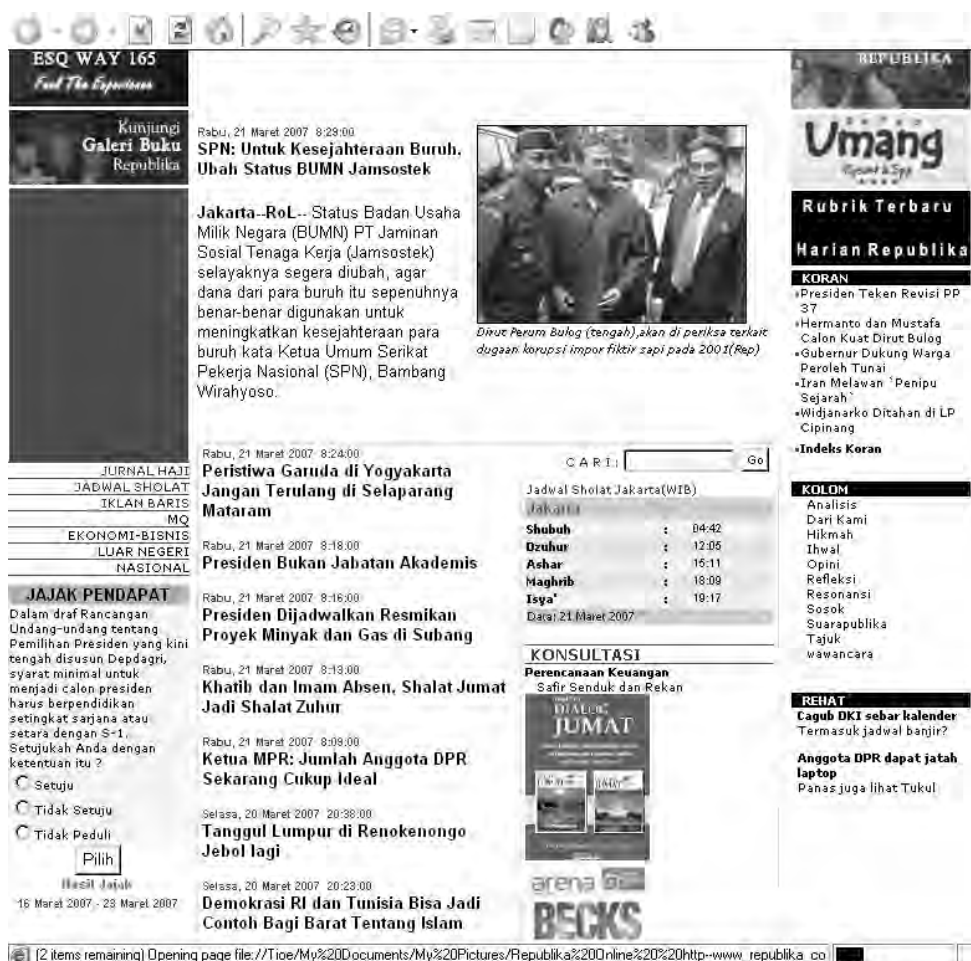 ESQ WAY 165
Feel The Experience
Kunjungi
Galeri Buku
Republika
JURNAL HAJI
JADWAL SHOLAT
IKLAN BARIS
MQ
EKONOMI-BISNIS
LUAR NEGERI
NASIONAL
JAJAK PENDAPAT
Dalam draf Rancangan
Undang-undang tentang
Pemilihan Presiden yang kini
tengah disusun Depdagri,
syarat minimal untuk
menjadi calon presiden
harus berpendidikan
setingkat sarjana atau
setara dengan S-1.
Setujukah Anda dengan
ketentuan itu ?
Setuju
Tidak Setuju
Tidak Peduli
Pilih
Hasil Jajak
16 Maret 2007 - 23 Maret 2007
Rabu, 21 Maret 2007 8:29:00
SPN: Untuk Kesejahteraan Buruh,
Ubah Status BUMN Jamsostek
Jakarta--RoL-- Status Badan Usaha
Milik Negara (BUMN) PT Jaminan
Sosial Tenaga Kerja (Jamsostek)
selayaknya segera diubah, agar
dana dari para buruh itu sepenuhnya
benar-benar digunakan untuk
meningkatkan kesejahteraan para
buruh kata Ketua Umum Serikat
Pekerja Nasional (SPN), Bambang
Wirahyoso.
Dirut Perum Bulog (tengah),akan di periksa terkait
dugaan korupsi impor fiktir sapi pada 2001(Rep)
Rabu, 21 Maret 2007 8:24:00
Peristiwa Garuda di Yogyakarta
Jangan Terulang di Selaparang
Mataram
Rabu, 21 Maret 2007 8:18:00
Presiden Bukan Jabatan Akademis
Rabu, 21 Maret 2007 8:16:00
Presiden Dijadwalkan Resmikan
Proyek Minyak dan Gas di Subang
Rabu, 21 Maret 2007 8:13:00
Khatib dan Imam Absen, Shalat Jumat
Jadi Shalat Zuhur
Rabu, 21 Maret 2007 8:09:00
Ketua MPR: Jumlah Anggota DPR
Sekarang Cukup Ideal
Selasa, 20 Maret 2007 20:38:00
Tanggul Lumpur di Renokenongo
Jebol lagi
Selasa, 20 Maret 2007 20:23:00
Demokrasi RI dan Tunisia Bisa Jadi
Contoh Bagi Barat Tentang Islam
CARI: Go
Jadwal Sholat Jakarta(WIB)
Jakarta
Shubuh : 04:42
Dzuhur : 12:05
Ashar : 15:11
Maghrib : 18:09
Isya' : 19:17
Data: 21 Maret 2007
KONSULTASI
Perencanaan Keuangan
Safir Senduk dan Rekan
DIALOG
JUMAT
arena
BECKS
REPUBLIKA
Umang
Resort & Spa
Rubrik Terbaru
Harian Republika
KORAN
Presiden Teken Revisi PP
37
Hermanto dan Mustafa
Calon Kuat Dirut Bulog
Gubernur Dukung Warga
Peroleh Tunai
Iran Melawan `Penipu
Sejarah`
Widjanarko Ditahan di LP
Cipinang
Indeks Koran
KOLOM
Analisis
Dari Kami
Hikmah
Ihwal
Opini
Refleksi
Resonansi
Sosok
Suarapublika
Tajuk
wawancara
REHAT
Cagub DKI sebar kalender
Termasuk jadwal banjir?
Anggota DPR dapat jatah
laptop
Panas juga lihat Tukul
(2 items remaining) Opening page file://Tioe/My%20Documents/My%20Pictures/Republika%20Online%20%20http--www_republika_co